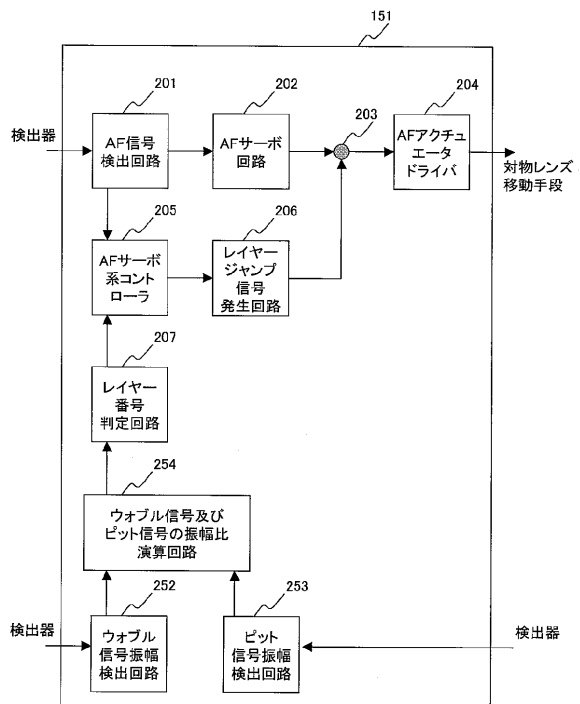 151
201
202
203
204
検出器
AF信号
検出回路
AFサーボ
回路
AFアクチュ
エータ
ドライバ
対物レンズ
移動手段
205
206
AFサーボ
系コント
ローラ
レイヤー
ジャンプ
信号
発生回路
207
レイヤー
番号
判定回路
254
ウォブル信号及び
ピット信号の振幅比
演算回路
252
253
検出器
ウォブル
信号振幅
検出回路
ピット
信号振幅
検出回路
検出器